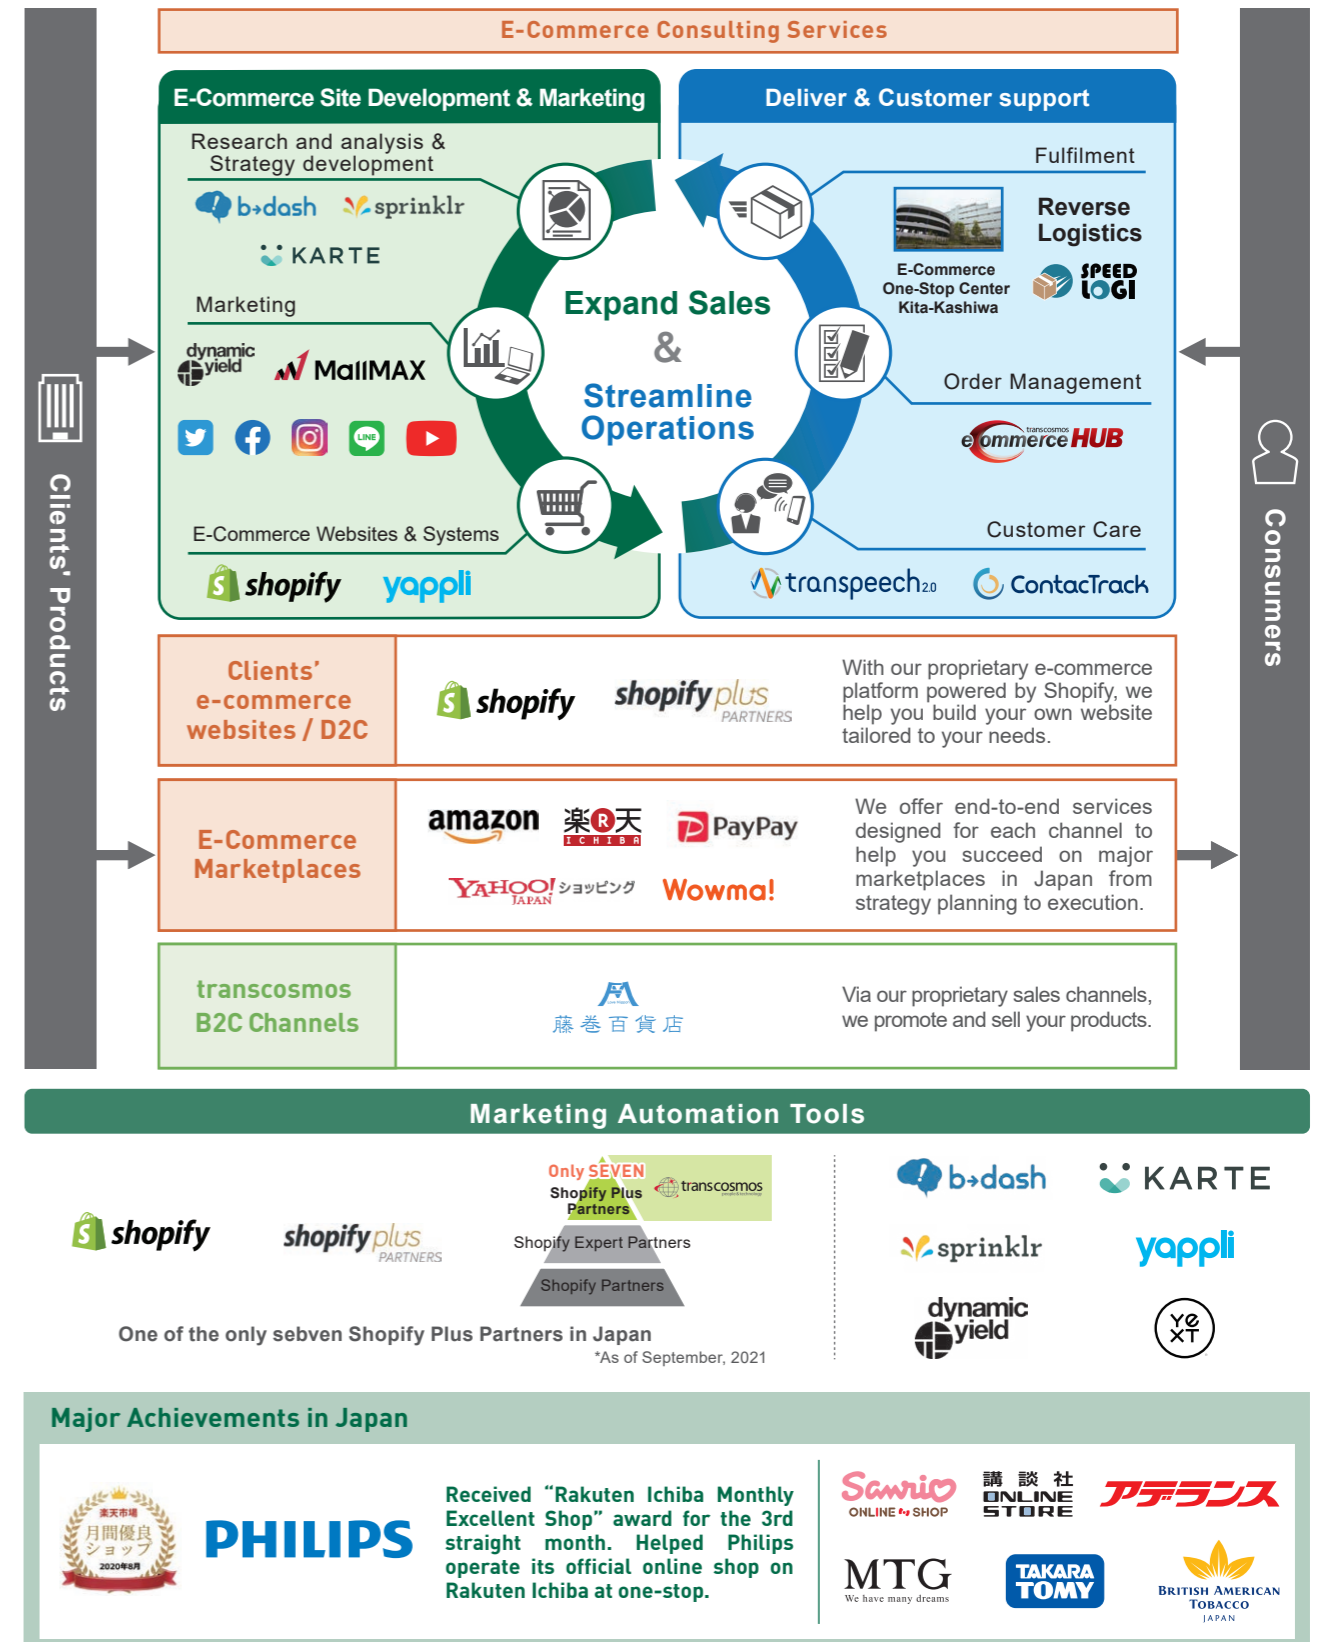 E-Commerce Consulting Services
E-Commerce Site Development & Marketing
Research and analysis &
Strategy development
b→dash
sprinklr
KARTE
Marketing
dynamic
yield
MallMAX
LINE
E-Commerce Websites & Systems
shopify
yappli
Expand Sales
&
Streamline
Operations
Deliver & Customer support
Fulfilment
E-Commerce
One-Stop Center
Kita-Kashiwa
Reverse
Logistics
SPEED
LOGI
Order Management
transcosmos
eCommerce HUB
Customer Care
transpeech 2.0
ContacTrack
Clients' Products
Consumers
Clients’
e-commerce
websites / D2C
shopify
shopify plus
PARTNERS
With our proprietary e-commerce
platform powered by Shopify, we
help you build your own website
tailored to your needs.
E-Commerce
Marketplaces
amazon
楽R天
ICHIBA
PayPay
YAHOO! ショッピング
JAPAN
Wowma!
We offer end-to-end services
designed for each channel to
help you succeed on major
marketplaces in Japan from
strategy planning to execution.
transcosmos
B2C Channels
藤巻百貨店
Via our proprietary sales channels,
we promote and sell your products.
Marketing Automation Tools
shopify
shopify plus
PARTNERS
Only SEVEN
Shopify Plus
Partners
transcosmos
people & technology
Shopify Expert Partners
Shopify Partners
One of the only sebven Shopify Plus Partners in Japan
*As of September, 2021
b→dash
KARTE
sprinklr
yappli
dynamic
yield
YeXT
Major Achievements in Japan
楽天市場
月間優良
ショップ
2020年8月
PHILIPS
Received “Rakuten Ichiba Monthly
Excellent Shop” award for the 3rd
straight month. Helped Philips
operate its official online shop on
Rakuten Ichiba at one-stop.
Sanrio
ONLINE SHOP
講談社
ONLINE
STORE
アデランス
MTG
We have many dreams
TAKARA
TOMY
BRITISH AMERICAN
TOBACCO
JAPAN